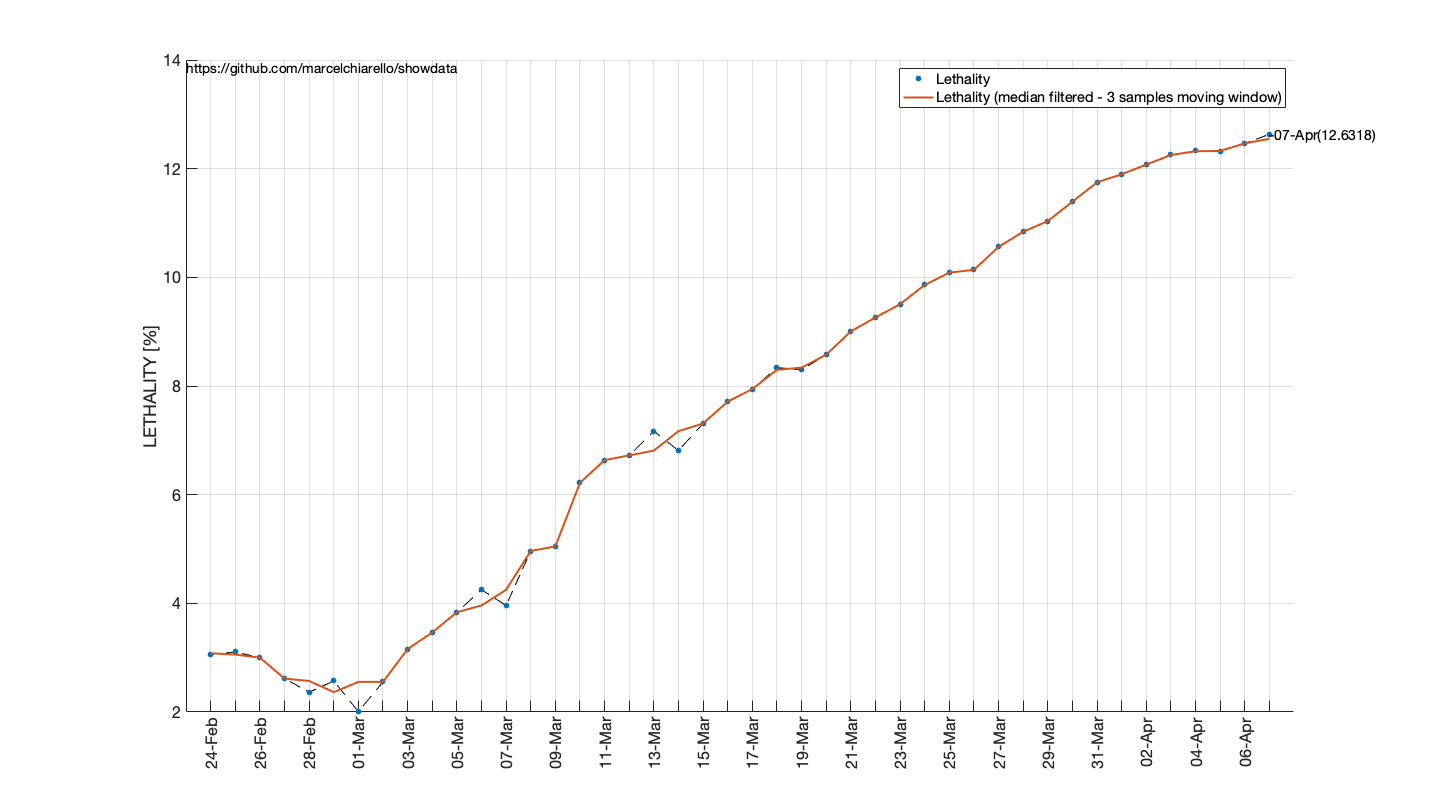 14
https://github.com/marcelchiarello/showdata
Lethality
Lethality (median filtered - 3 samples moving window)
07-Apr(12.6318)
12
10
8
6
4
2
LETHALITY [%]
24-Feb
26-Feb
28-Feb
01-Mar
03-Mar
05-Mar
07-Mar
09-Mar
11-Mar
13-Mar
15-Mar
17-Mar
19-Mar
21-Mar
23-Mar
25-Mar
27-Mar
29-Mar
31-Mar
02-Apr
04-Apr
06-Apr